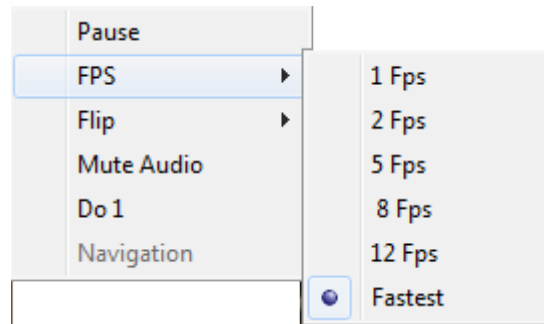 Pause
FPS
Flip
Mute Audio
Do 1
Navigation
1 Fps
2 Fps
5 Fps
8 Fps
12 Fps
Fastest